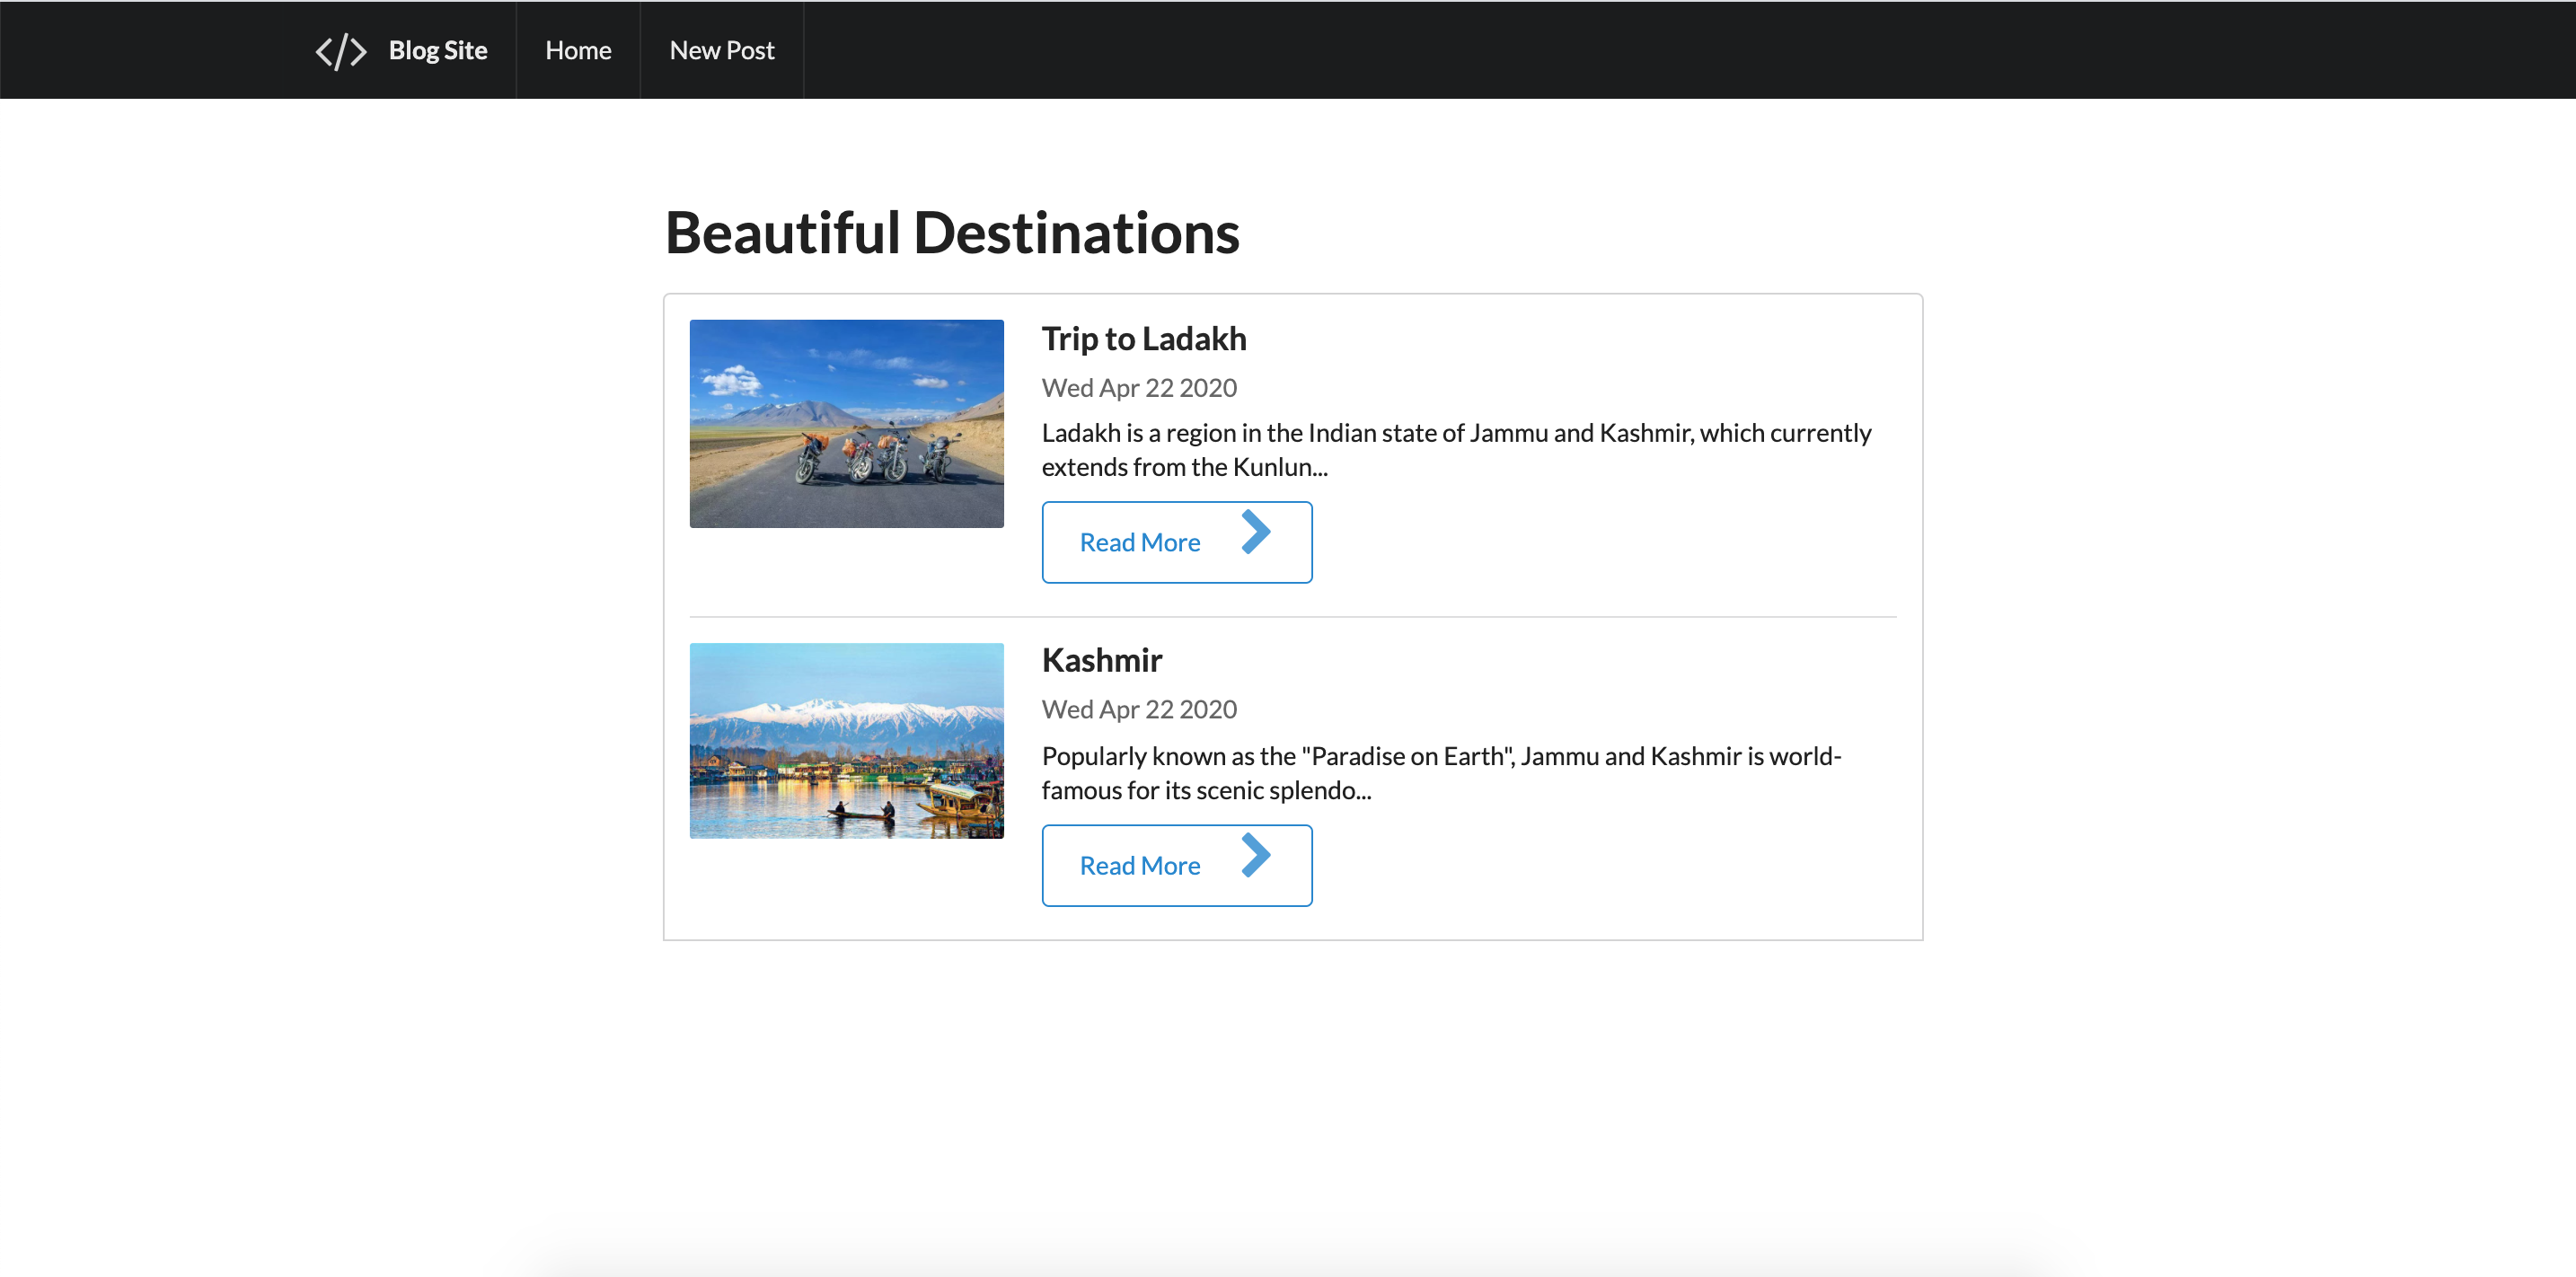 </> Blog Site Home New Post
Beautiful Destinations
Trip to Ladakh
Wed Apr 22 2020
Ladakh is a region in the Indian state of Jammu and Kashmir, which currently
extends from the Kunlun...
Read More
Kashmir
Wed Apr 22 2020
Popularly known as the "Paradise on Earth", Jammu and Kashmir is world-
famous for its scenic splendo...
Read More